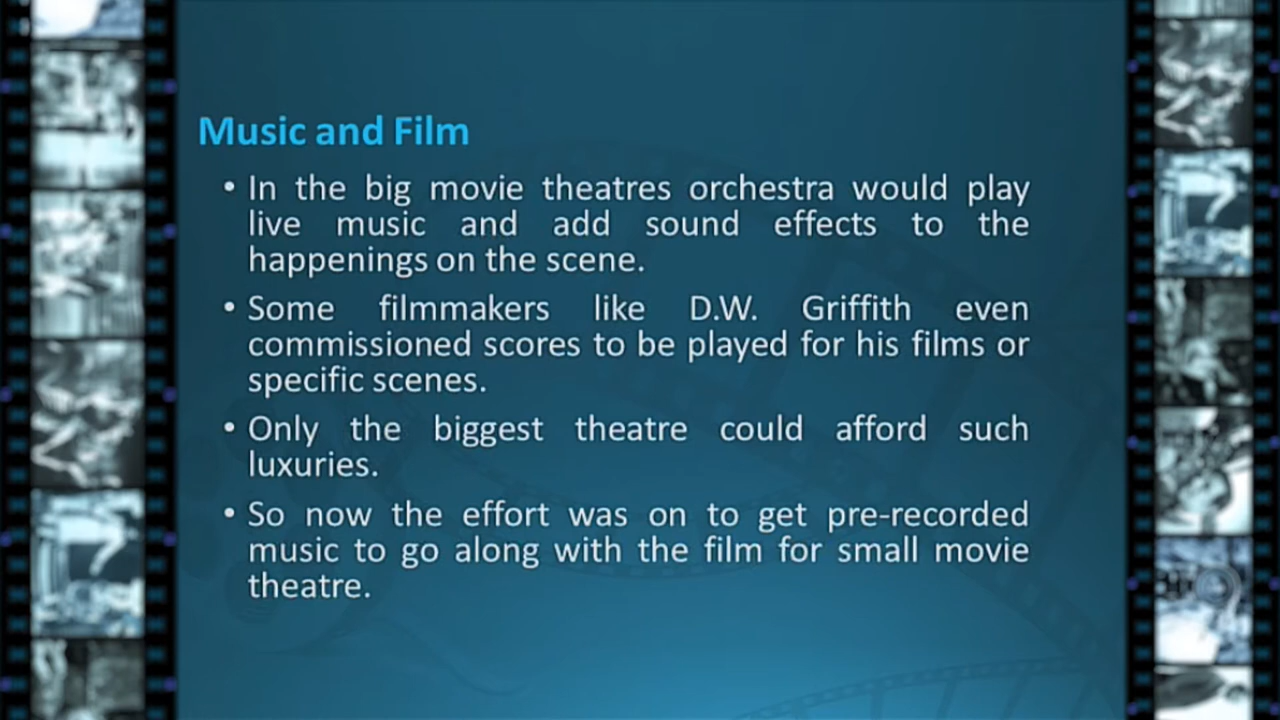 Music and Film
• In the big movie theatres orchestra would play
live music and add sound effects to the
happenings on the scene.
• Some filmmakers like D.W. Griffith even
commissioned scores to be played for his films or
specific scenes.
• Only the biggest theatre could afford such
luxuries.
• So now the effort was on to get pre-recorded
music to go along with the film for small movie
theatre.